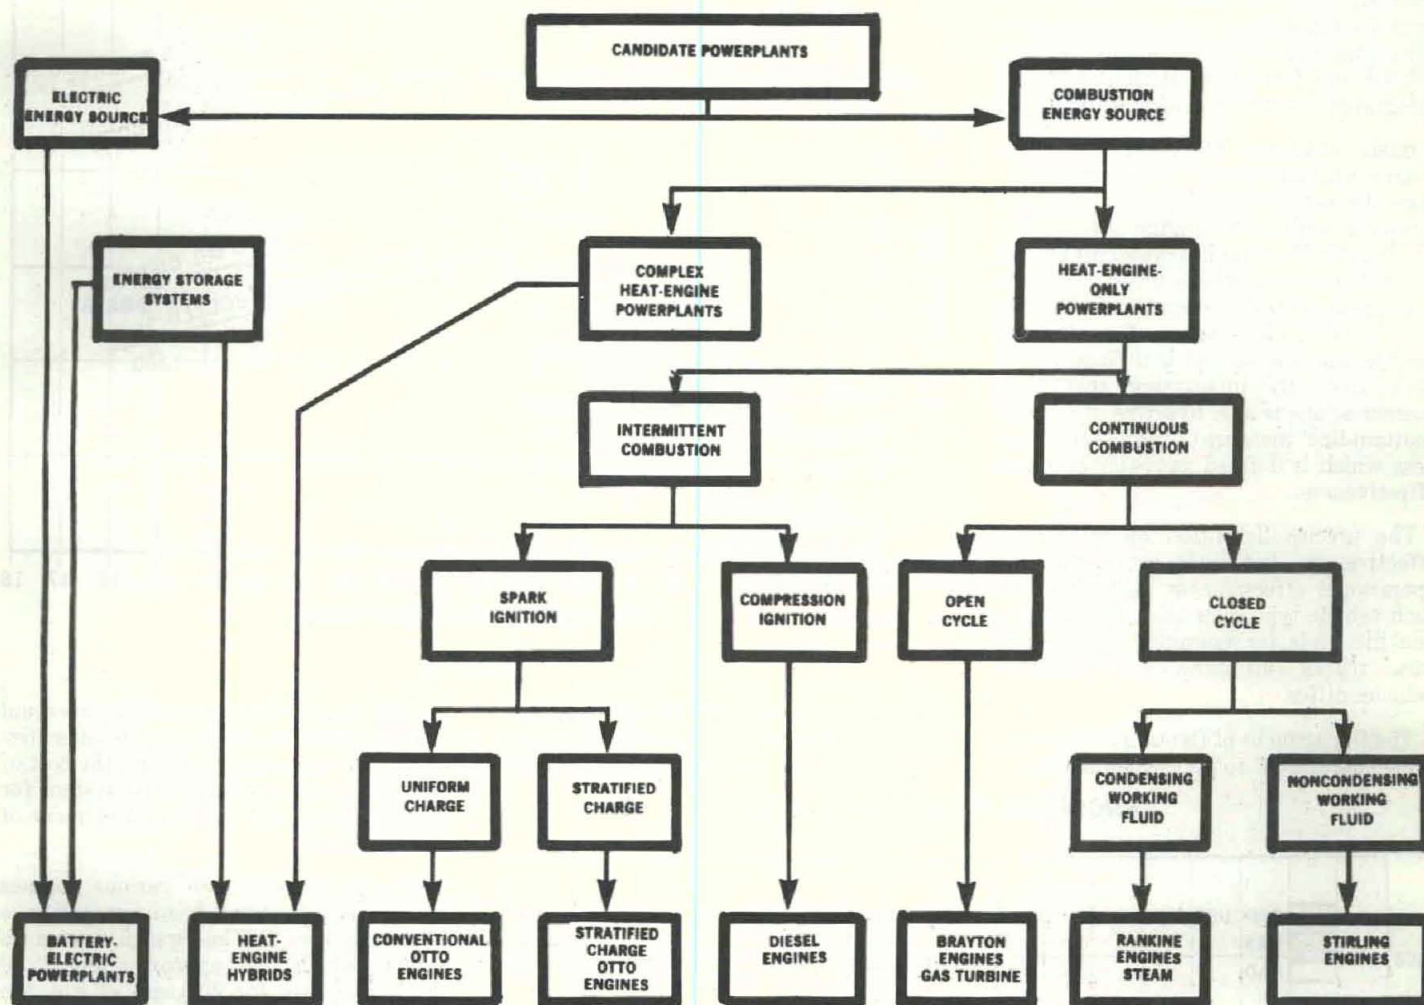 CANDIDATE POWERPLANTS
ELECTRIC
ENERGY SOURCE
COMBUSTION
ENERGY SOURCE
ENERGY STORAGE
SYSTEMS
COMPLEX
HEAT-ENGINE
POWERPLANTS
HEAT-ENGINE-
ONLY
POWERPLANTS
INTERMITTENT
COMBUSTION
CONTINUOUS
COMBUSTION
SPARK
IGNITION
COMPRESSION
IGNITION
OPEN
CYCLE
CLOSED
CYCLE
UNIFORM
CHARGE
STRATIFIED
CHARGE
CONDENSING
WORKING
FLUID
NONCONDENSING
WORKING
FLUID
BATTERY-
ELECTRIC
POWERPLANTS
HEAT-
ENGINE
HYBRIDS
CONVENTIONAL
OTTO
ENGINES
STRATIFIED
CHARGE
OTTO
ENGINES
DIESEL
ENGINES
BRAYTON
ENGINES
GAS TURBINE
RANKINE
ENGINES
STEAM
STIRLING
ENGINES